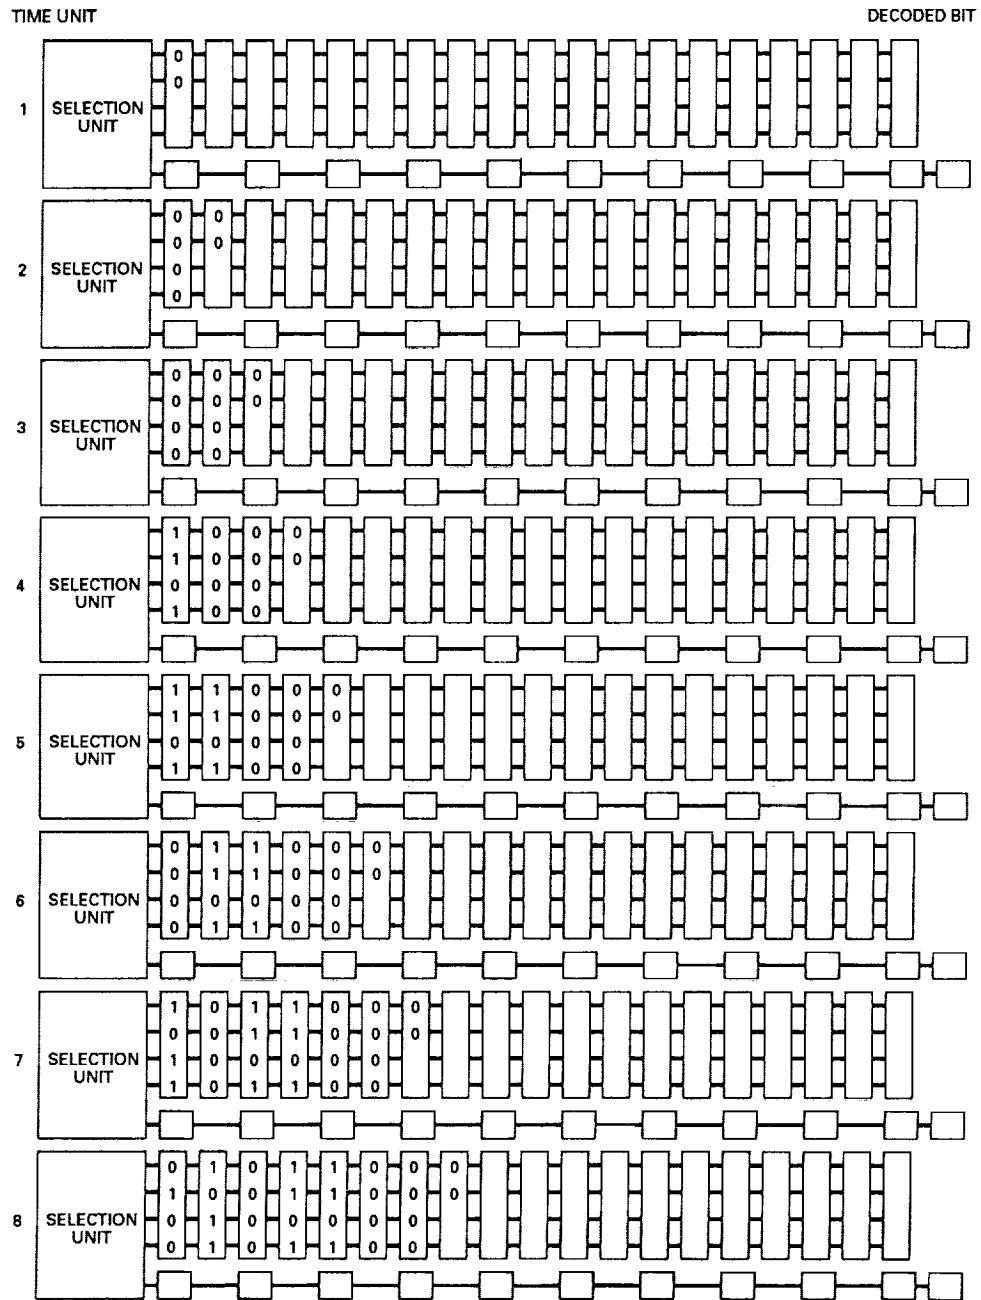 TIME UNIT DECODED BIT
0
0
1 SELECTION
UNIT
0 0
0 0
2 SELECTION 0
UNIT
0
0 0 0
0 0 0
3 SELECTION 0 0
UNIT
0 0
1 0 0 0
1 0 0 0
4 SELECTION 0 0 0
UNIT
1 0 0
1 1 0 0 0
1 1 0 0 0
5 SELECTION 0 0 0 0
UNIT
1 1 0 0
0 1 1 0 0 0
0 1 1 0 0 0
6 SELECTION 0 0 0 0 0
UNIT
0 1 1 0 0
1 0 1 1 0 0 0
0 0 1 1 0 0 0
7 SELECTION 1 0 0 0 0 0
UNIT
1 0 1 1 0 0
0 1 0 1 1 0 0 0
1 0 0 1 1 0 0 0
8 SELECTION 0 1 0 0 0 0 0
UNIT
0 1 0 1 1 0 0